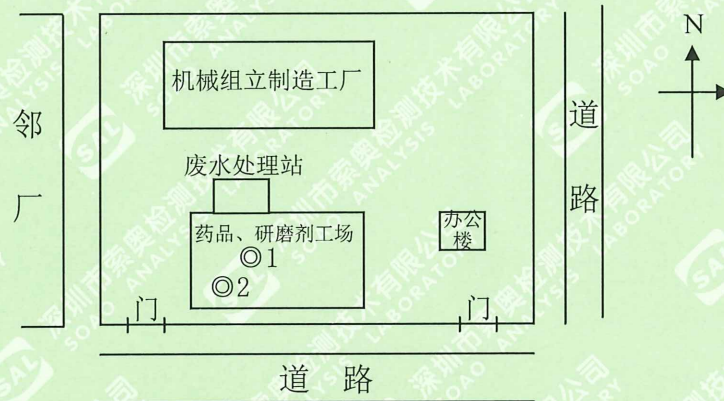 N
机械组立制造工厂
邻厂
道路
废水处理站
药品、研磨剂工场
办公楼
◎1
◎2
门
门
道 路
深圳市索奥检测技术有限公司
SOAO ANALYSIS LABORATORY
SAL